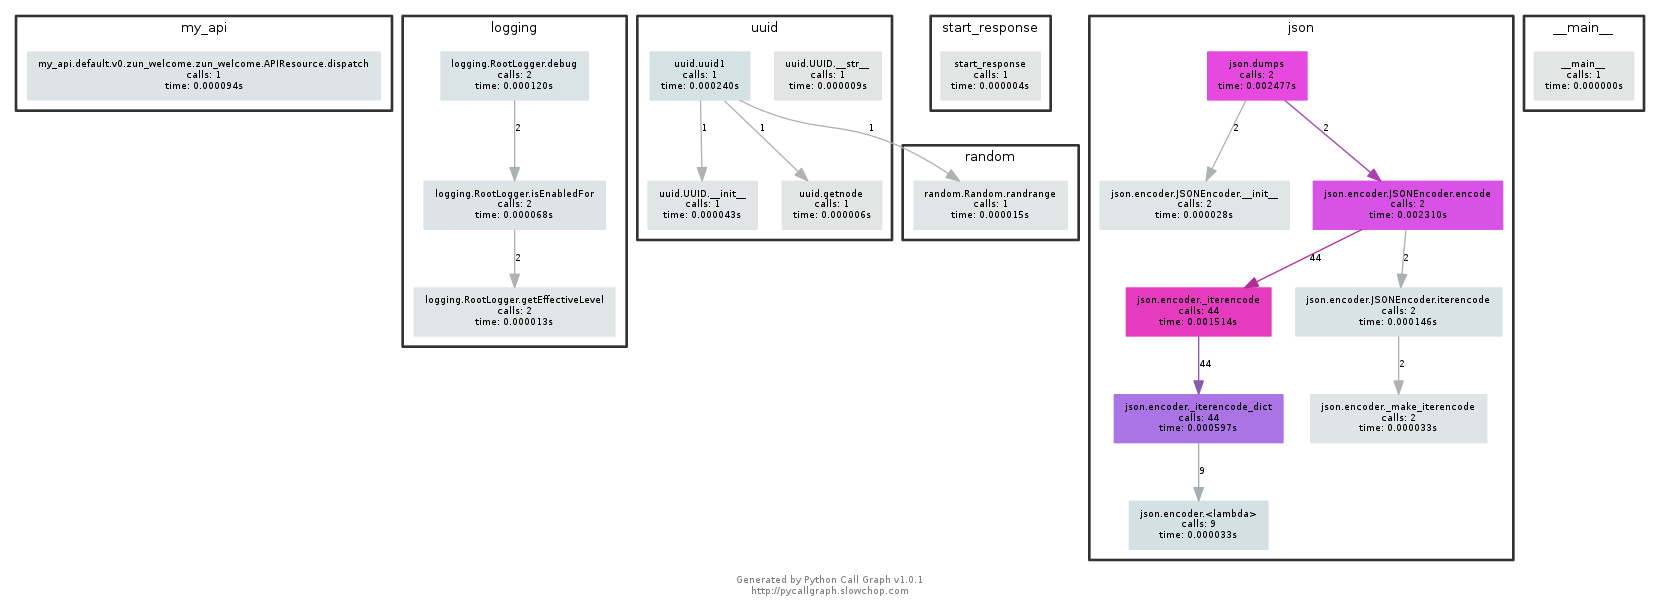 my_api
my_api.default.v0.zun_welcome.zun_welcome.APIResource.dispatch
calls: 1
time: 0.000094s
logging
logging.RootLogger.debug
calls: 2
time: 0.000120s
2
logging.RootLogger.isEnabledFor
calls: 2
time: 0.000068s
2
logging.RootLogger.getEffectiveLevel
calls: 2
time: 0.000013s
uuid
uuid.uuid1
calls: 1
time: 0.000240s
uuid.UUID.__str__
calls: 1
time: 0.000009s
1
1
1
uuid.UUID.__init__
calls: 1
time: 0.000043s
uuid.getnode
calls: 1
time: 0.000006s
start_response
start_response
calls: 1
time: 0.000004s
random
random.Random.randrange
calls: 1
time: 0.000015s
json
json.dumps
calls: 2
time: 0.002477s
2
2
json.encoder.JSONEncoder.__init__
calls: 2
time: 0.000028s
json.encoder.JSONEncoder.encode
calls: 2
time: 0.002310s
44
2
json.encoder._iterencode
calls: 44
time: 0.001514s
json.encoder.JSONEncoder.iterencode
calls: 2
time: 0.000146s
44
2
json.encoder._iterencode_dict
calls: 44
time: 0.000597s
json.encoder._make_iterencode
calls: 2
time: 0.000033s
9
json.encoder.<lambda>
calls: 9
time: 0.000033s
__main__
__main__
calls: 1
time: 0.000000s
Generated by Python Call Graph v1.0.1
http://pycallgraph.slowchop.com